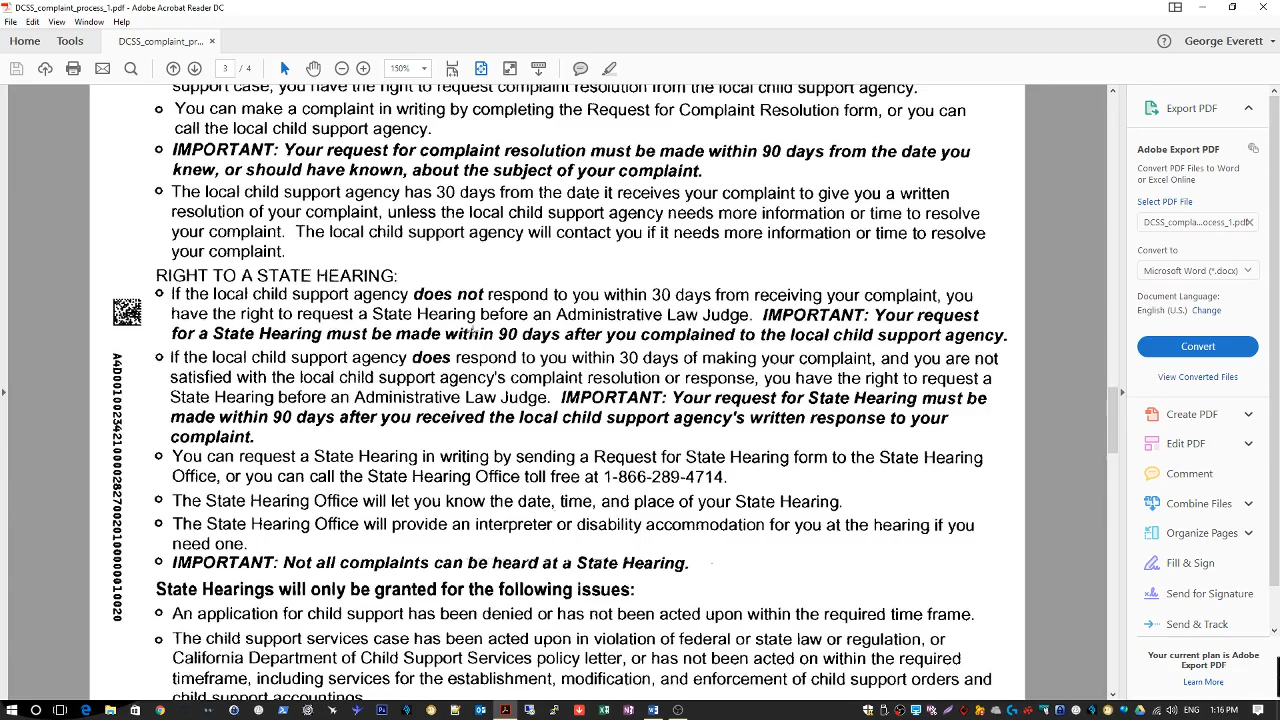 DCSS_complaint_process_1.pdf - Adobe Acrobat Reader DC
File Edit View Window Help
Home Tools DCSS_complaint_pr... × George Everett
3 / 4 150%
support case, you have the right to request complaint resolution from the local child support agency.
You can make a complaint in writing by completing the Request for Complaint Resolution form, or you can
call the local child support agency.
IMPORTANT: Your request for complaint resolution must be made within 90 days from the date you
knew, or should have known, about the subject of your complaint.
The local child support agency has 30 days from the date it receives your complaint to give you a written
resolution of your complaint, unless the local child support agency needs more information or time to resolve
your complaint. The local child support agency will contact you if it needs more information or time to resolve
your complaint.
RIGHT TO A STATE HEARING:
If the local child support agency does not respond to you within 30 days from receiving your complaint, you
have the right to request a State Hearing before an Administrative Law Judge. IMPORTANT: Your request
for a State Hearing must be made within 90 days after you complained to the local child support agency.
If the local child support agency does respond to you within 30 days of making your complaint, and you are not
satisfied with the local child support agency's complaint resolution or response, you have the right to request a
State Hearing before an Administrative Law Judge. IMPORTANT: Your request for State Hearing must be
made within 90 days after you received the local child support agency's written response to your
complaint.
You can request a State Hearing in writing by sending a Request for State Hearing form to the State Hearing
Office, or you can call the State Hearing Office toll free at 1-866-289-4714.
The State Hearing Office will let you know the date, time, and place of your State Hearing.
The State Hearing Office will provide an interpreter or disability accommodation for you at the hearing if you
need one.
IMPORTANT: Not all complaints can be heard at a State Hearing.
State Hearings will only be granted for the following issues:
An application for child support has been denied or has not been acted upon within the required time frame.
The child support services case has been acted upon in violation of federal or state law or regulation, or
California Department of Child Support Services policy letter, or has not been acted on within the required
timeframe, including services for the establishment, modification, and enforcement of child support orders and
child support accountings.
Export PDF
Adobe Export PDF
Convert PDF Files to Word
or Excel Online
Select PDF File
DCSS_compla...ocess_1.pdf
Convert to
Microsoft Word (*.docx)
Document Language:
English (U.S.) Change
Convert
View Converted Files
Create PDF
Edit PDF
Comment
Combine Files
Organize Pages
Fill & Sign
Send for Signature
Send & Track
Your current plan is Adobe
Export PDF
Learn More
1:16 PM